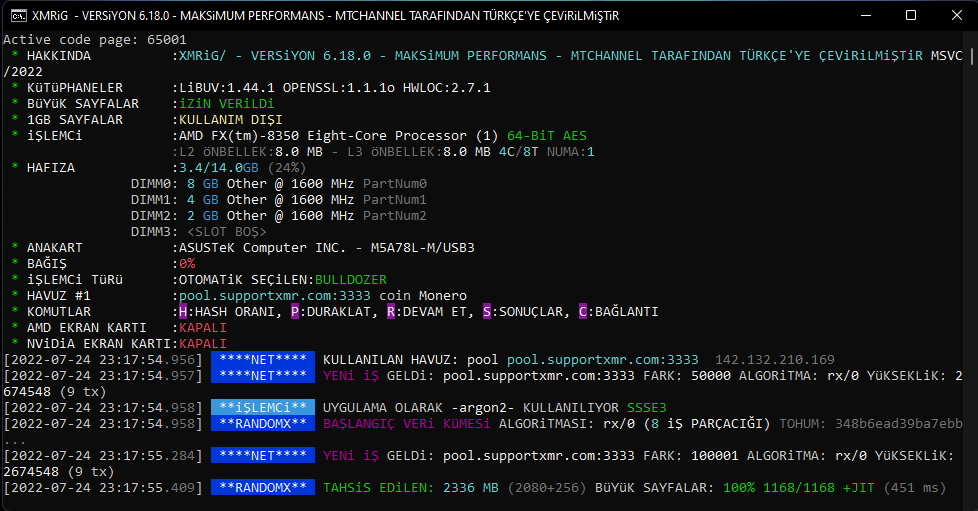 XMRiG - VERSiYON 6.18.0 - MAKSiMUM PERFORMANS - MTCHANNEL TARAFINDAN TÜRKÇE'YE ÇEViRiLMiŞTiR
Active code page: 65001
* HAKKINDA :XMRiG/ - VERSiYON 6.18.0 - MAKSiMUM PERFORMANS - MTCHANNEL TARAFINDAN TÜRKÇE'YE ÇEViRiLMiŞTiR MSVC
/2022
* KüTüPHANELER :LiBUV:1.44.1 OPENSSL:1.1.1o HWLOC:2.7.1
* BüYüK SAYFALAR :iZiN VERiLDi
* 1GB SAYFALAR :KULLANIM DIŞI
* iŞLEMCi :AMD FX(tm)-8350 Eight-Core Processor (1) 64-BiT AES
:L2 öNBELLEK:8.0 MB - L3 öNBELLEK:8.0 MB 4C/8T NUMA:1
* HAFIZA :3.4/14.0GB (24%)
DIMM0: 8 GB Other @ 1600 MHz PartNum0
DIMM1: 4 GB Other @ 1600 MHz PartNum1
DIMM2: 2 GB Other @ 1600 MHz PartNum2
DIMM3: <SLOT BOŞ>
* ANAKART :ASUSTeK Computer INC. - M5A78L-M/USB3
* BAĞIŞ :0%
* iŞLEMCi TüRü :OTOMATiK SEÇiLEN:BULLDOZER
* HAVUZ #1 :pool.supportxmr.com:3333 coin Monero
* KOMUTLAR :H:HASH ORANI, P:DURAKLAT, R:DEVAM ET, S:SONUÇLAR, C:BAĞLANTI
* AMD EKRAN KARTI :KAPALI
* NViDiA EKRAN KARTI:KAPALI
[2022-07-24 23:17:54.956] ****NET**** KULLANILAN HAVUZ: pool pool.supportxmr.com:3333 142.132.210.169
[2022-07-24 23:17:54.957] ****NET**** YENi iŞ GELDi: pool.supportxmr.com:3333 FARK: 50000 ALGORiTMA: rx/0 YüKSEKLiK: 2
674548 (9 tx)
[2022-07-24 23:17:54.958] **iŞLEMCi** UYGULAMA OLARAK -argon2- KULLANILIYOR SSSE3
[2022-07-24 23:17:54.958] **RANDOMX** BAŞLANGIÇ VERi KüMESi ALGORiTMASI: rx/0 (8 iŞ PARÇACIĞI) TOHUM: 348b6ead39ba7ebb
...
[2022-07-24 23:17:55.284] ****NET**** YENi iŞ GELDi: pool.supportxmr.com:3333 FARK: 100001 ALGORiTMA: rx/0 YüKSEKLiK:
2674548 (9 tx)
[2022-07-24 23:17:55.409] **RANDOMX** TAHSiS EDiLEN: 2336 MB (2080+256) BüYüK SAYFALAR: 100% 1168/1168 +JIT (451 ms)